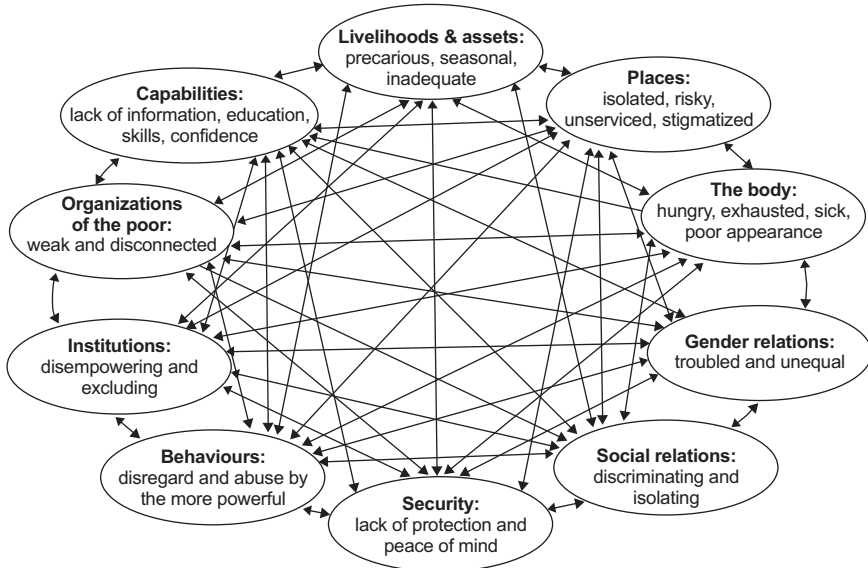 Livelihoods & assets:
precarious, seasonal,
inadequate
Places:
isolated, risky,
unserviced, stigmatized
Capabilities:
lack of information, education,
skills, confidence
The body:
hungry, exhausted, sick,
poor appearance
Organizations
of the poor:
weak and disconnected
Gender relations:
troubled and unequal
Institutions:
disempowering and
excluding
Social relations:
discriminating and
isolating
Behaviours:
disregard and abuse by
the more powerful
Security:
lack of protection and
peace of mind